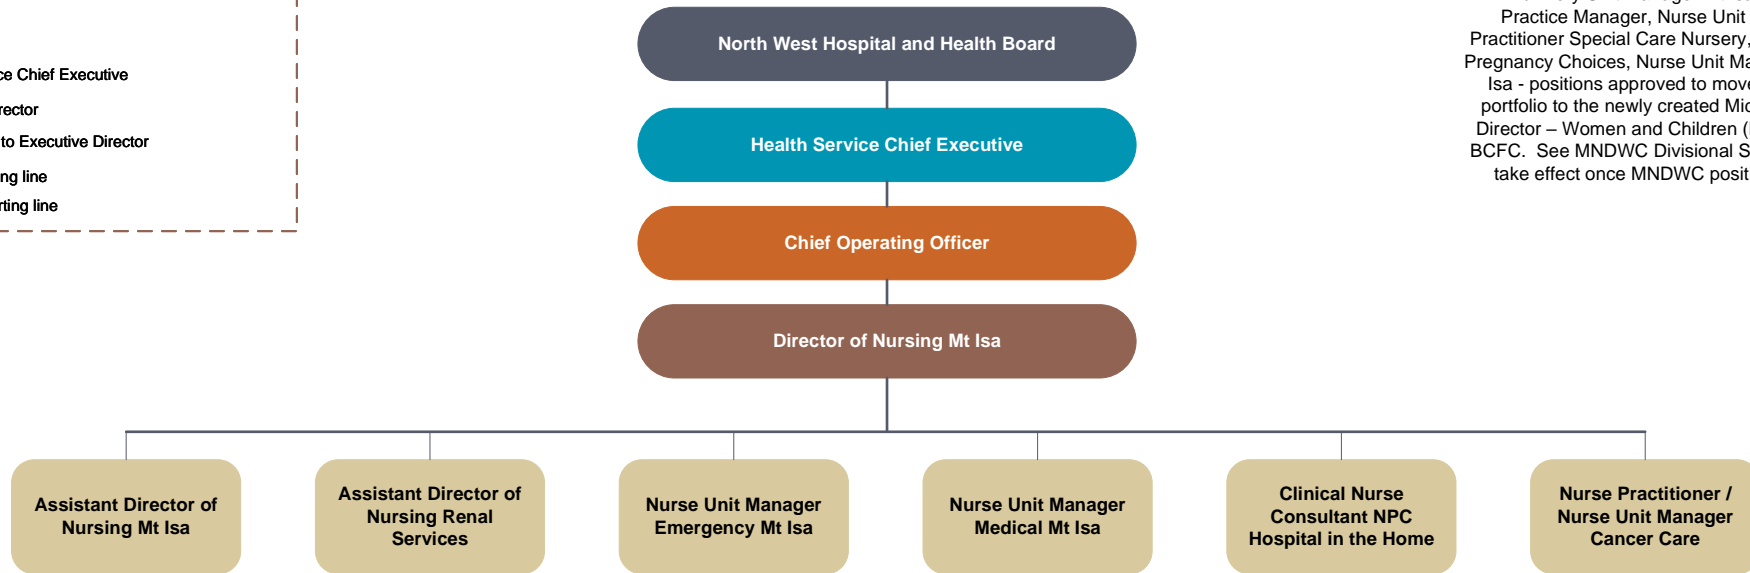 ce Chief Executive
rector
to Executive Director
ng line
rting line
North West Hospital and Health Board
Health Service Chief Executive
Chief Operating Officer
Director of Nursing Mt Isa
Practice Manager, Nurse Unit
Practitioner Special Care Nursery,
Pregnancy Choices, Nurse Unit Ma
Isa - positions approved to move
portfolio to the newly created Mid
Director – Women and Children (
BCFC.  See MNDWC Divisional S
take effect once MNDWC posit
Assistant Director of
Nursing Mt Isa
Assistant Director of
Nursing Renal
Services
Nurse Unit Manager
Emergency Mt Isa
Nurse Unit Manager
Medical Mt Isa
Clinical Nurse
Consultant NPC
Hospital in the Home
Nurse Practitioner /
Nurse Unit Manager
Cancer Care